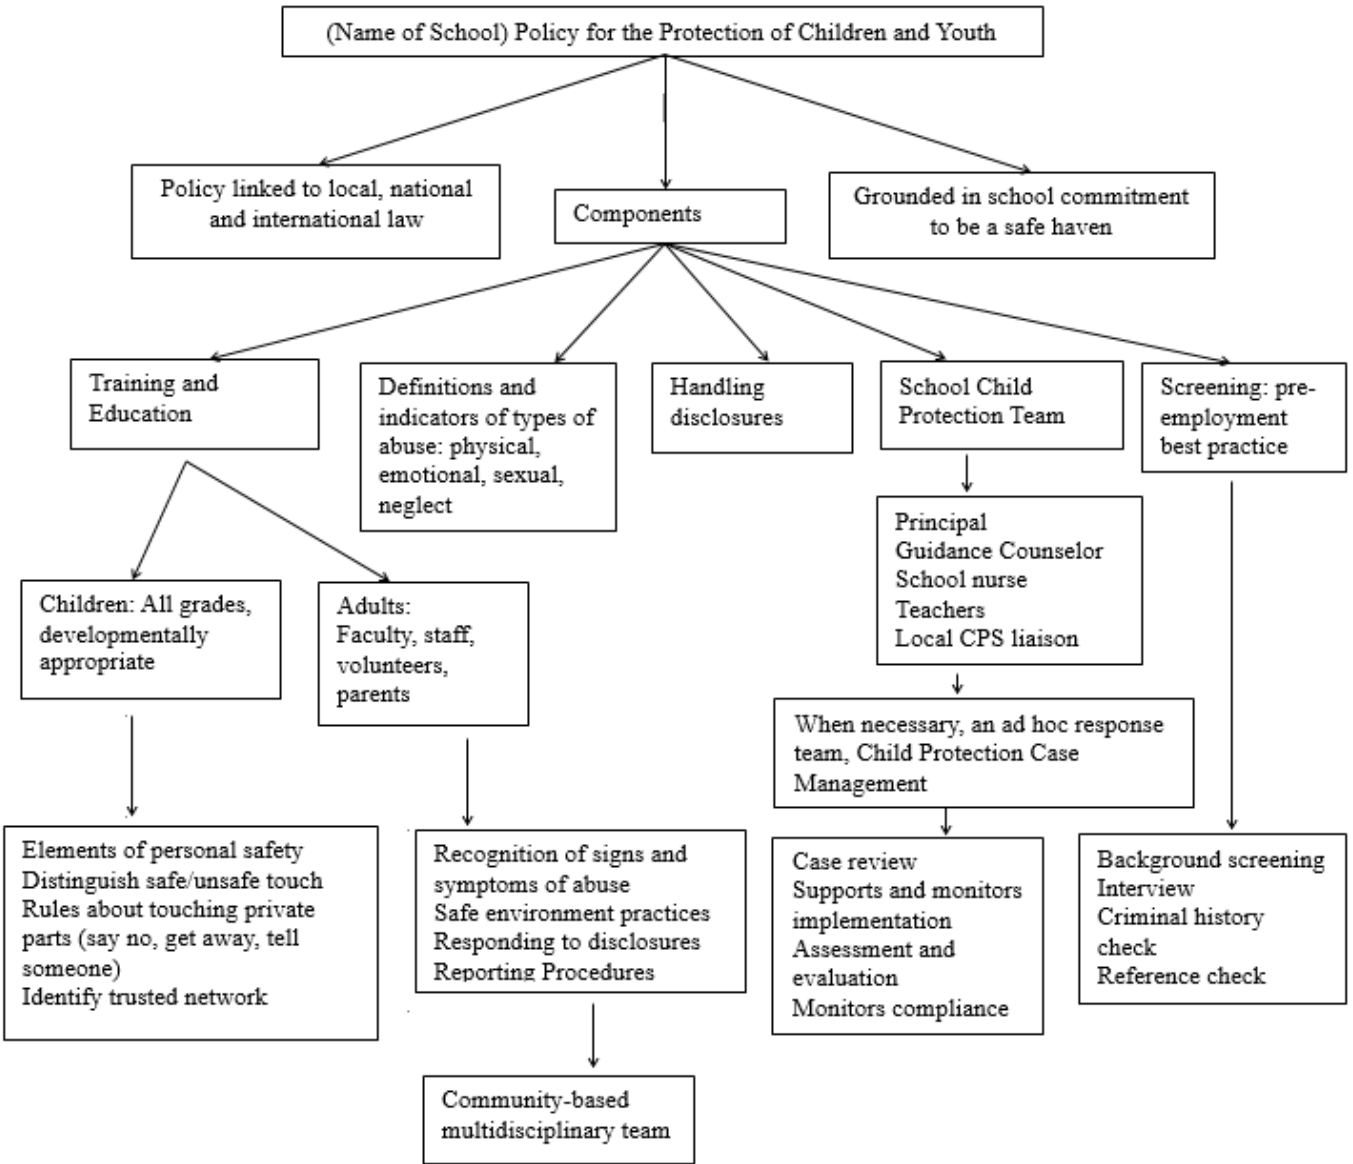 (Name of School) Policy for the Protection of Children and Youth
Policy linked to local, national
and international law
Components
Grounded in school commitment
to be a safe haven
Training and
Education
Definitions and
indicators of types of
abuse: physical,
emotional, sexual,
neglect
Handling
disclosures
School Child
Protection Team
Screening: pre-
employment
best practice
Principal
Guidance Counselor
School nurse
Teachers
Local CPS liaison
Children: All grades,
developmentally
appropriate
Adults:
Faculty, staff,
volunteers,
parents
When necessary, an ad hoc response
team, Child Protection Case
Management
Elements of personal safety
Distinguish safe/unsafe touch
Rules about touching private
parts (say no, get away, tell
someone)
Identify trusted network
Recognition of signs and
symptoms of abuse
Safe environment practices
Responding to disclosures
Reporting Procedures
Case review
Supports and monitors
implementation
Assessment and
evaluation
Monitors compliance
Background screening
Interview
Criminal history
check
Reference check
Community-based
multidisciplinary team